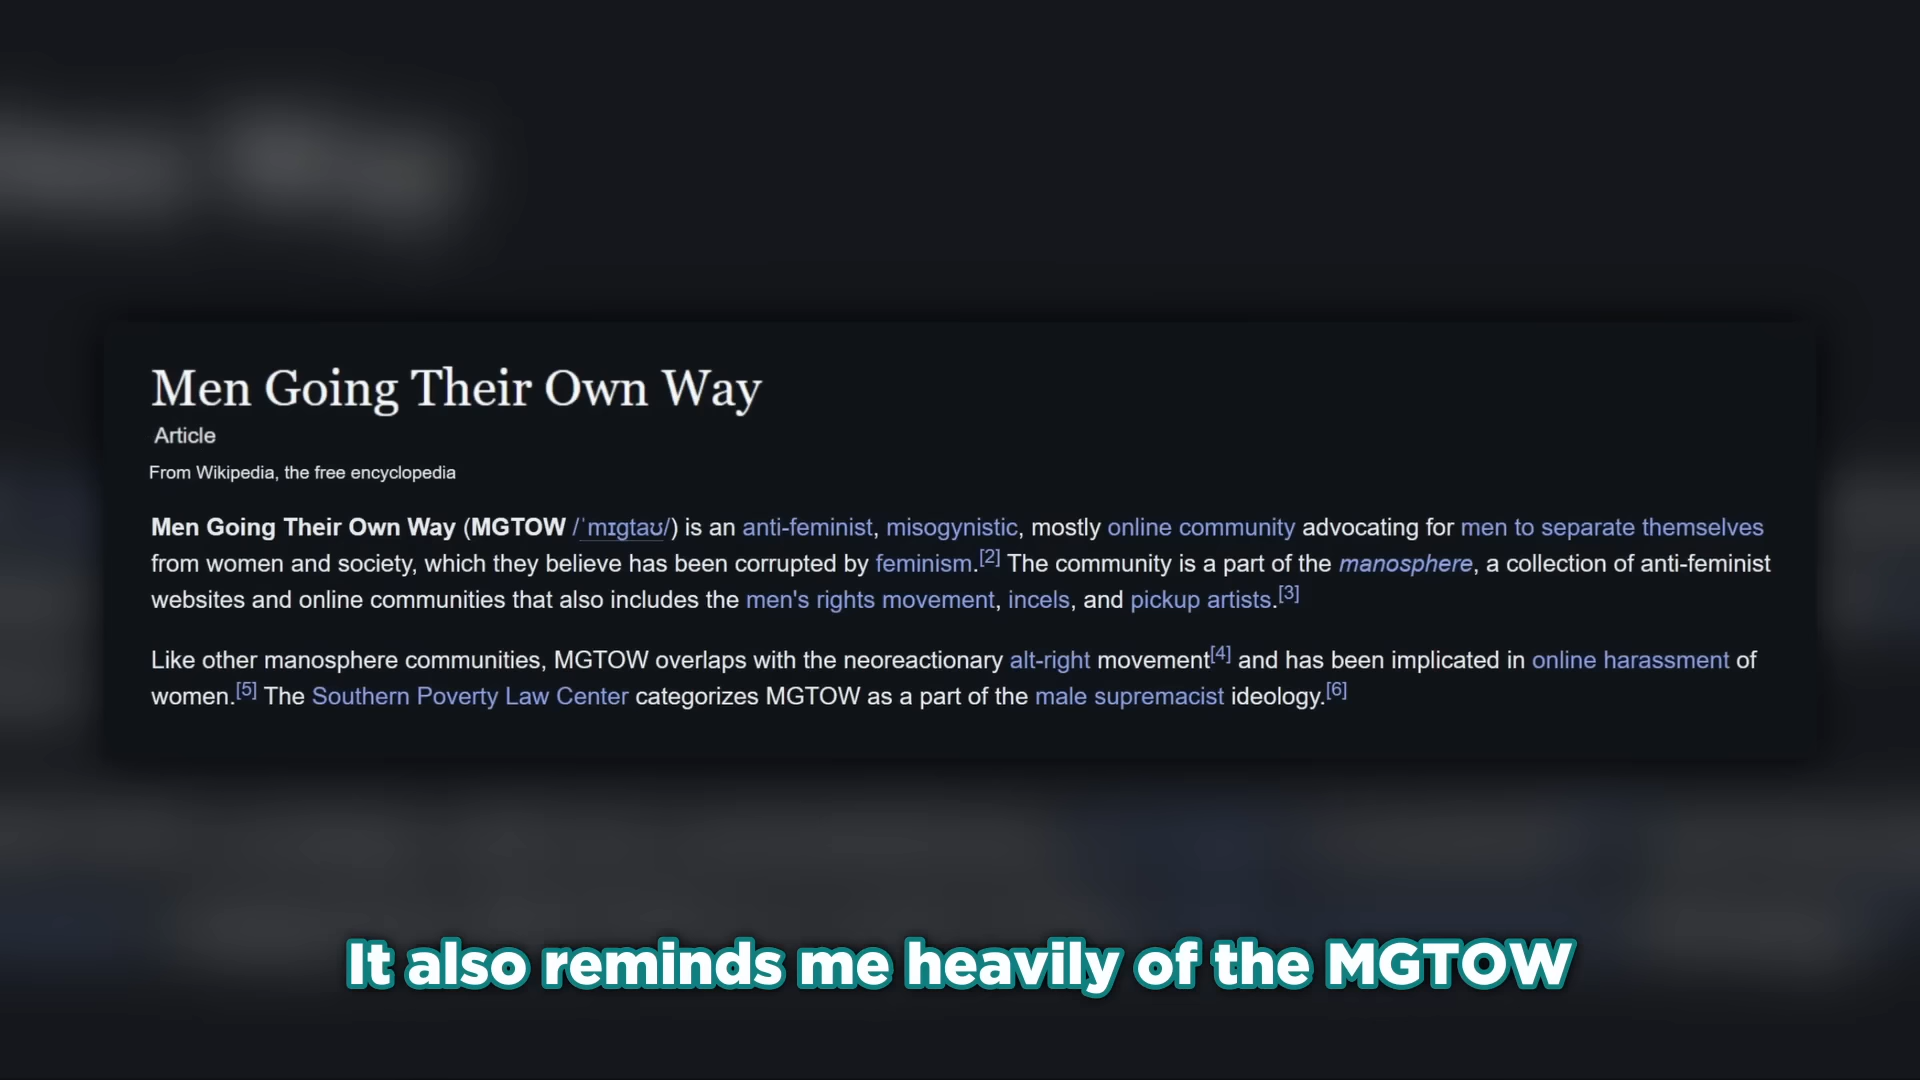 Men Going Their Own Way
Article
From Wikipedia, the free encyclopedia
Men Going Their Own Way (MGTOW /ˈmɪɡtaʊ/) is an anti-feminist, misogynistic, mostly online community advocating for men to separate themselves
from women and society, which they believe has been corrupted by feminism.[2] The community is a part of the manosphere, a collection of anti-feminist
websites and online communities that also includes the men's rights movement, incels, and pickup artists.[3]
Like other manosphere communities, MGTOW overlaps with the neoreactionary alt-right movement[4] and has been implicated in online harassment of
women.[5] The Southern Poverty Law Center categorizes MGTOW as a part of the male supremacist ideology.[6]
It also reminds me heavily of the MGTOW